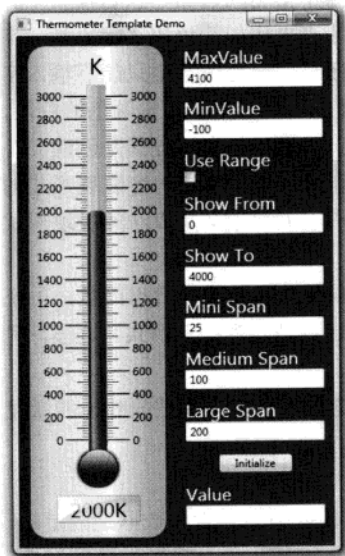 Thermometer Template Demo
K
3000 3000
2800 2800
2600 2600
2400 2400
2200 2200
2000 2000
1800 1800
1600 1600
1400 1400
1200 1200
1000 1000
800 800
600 600
400 400
200 200
0 0
2000K
MaxValue
4100
MinValue
-100
Use Range
Show From
0
Show To
4000
Mini Span
25
Medium Span
100
Large Span
200
Initialize
Value